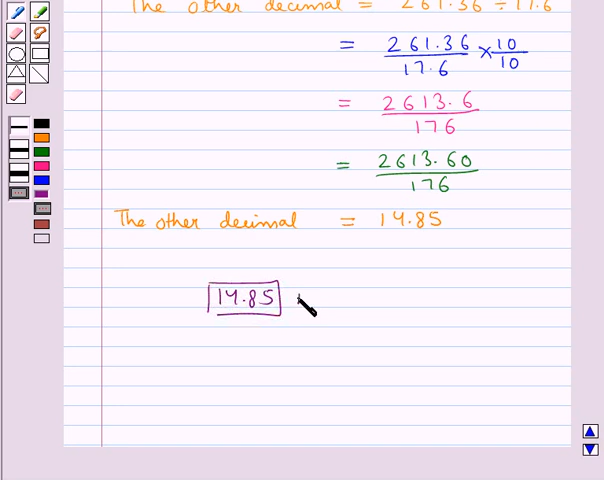 The other decimal = 261.36 ÷ 17.6
= 261.36 / 17.6 × 10/10
= 2613.6 / 176
= 2613.60 / 176
The other decimal = 14.85
14.85